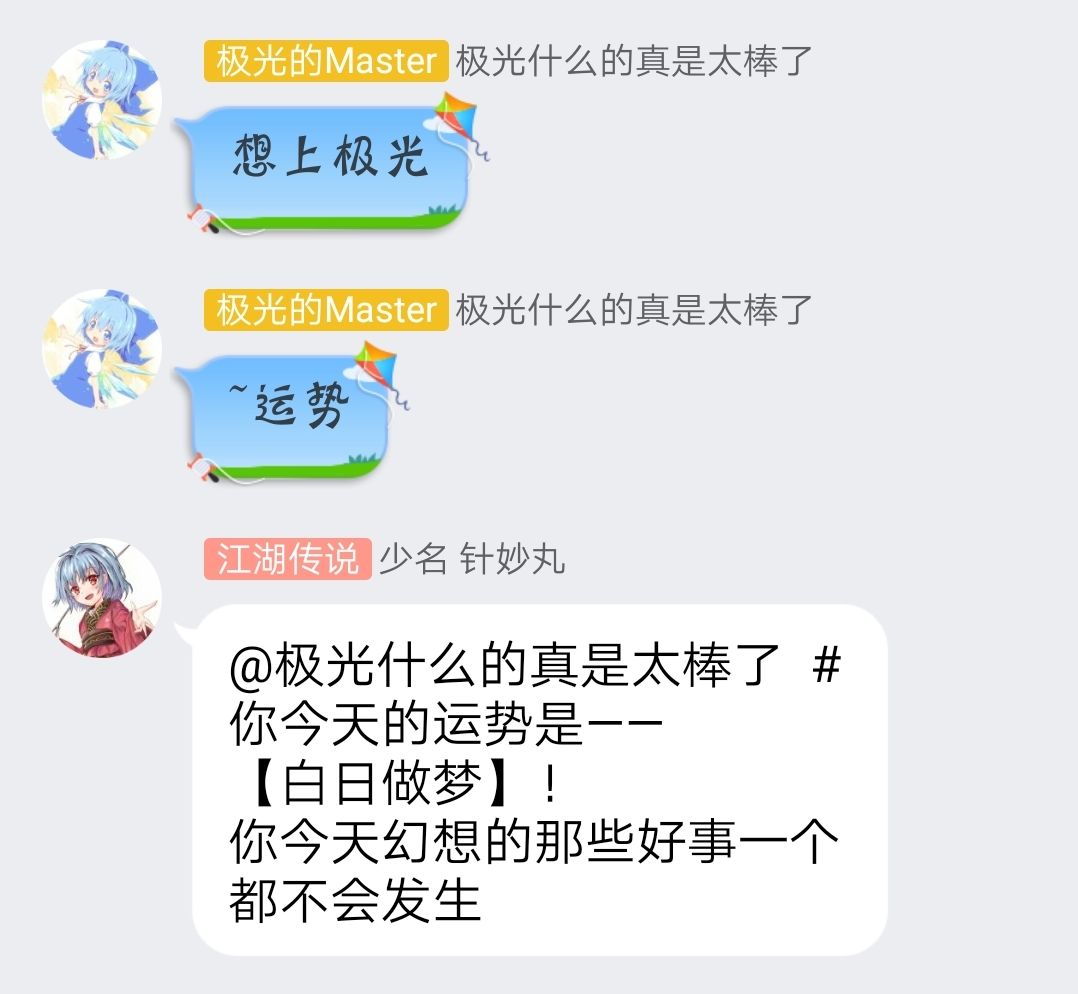 极光的Master 极光什么的真是太棒了
想上极光
极光的Master 极光什么的真是太棒了
~运势
江湖传说 少名 针妙丸
@极光什么的真是太棒了 #
你今天的运势是——
【白日做梦】!
你今天幻想的那些好事一个
都不会发生